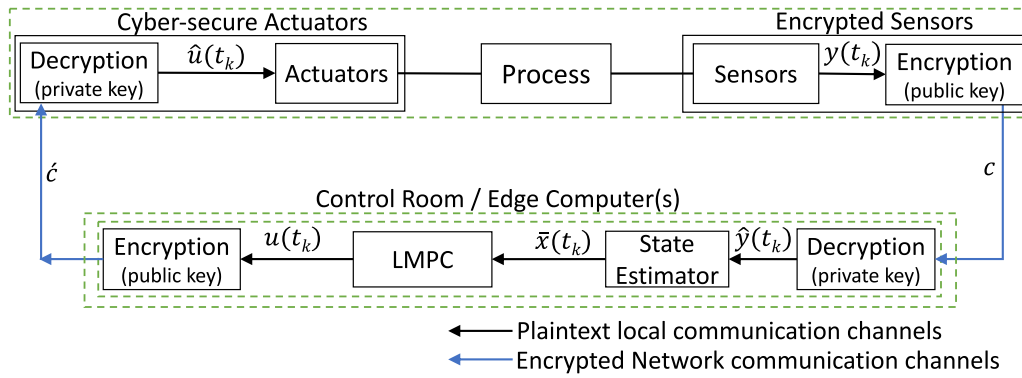 Cyber-secure Actuators
Encrypted Sensors
Decryption
(private key)
û(tₖ)
Actuators
Process
Sensors
y(tₖ)
Encryption
(public key)
ć
c
Control Room / Edge Computer(s)
Encryption
(public key)
u(tₖ)
LMPC
x̄(tₖ)
State
Estimator
ŷ(tₖ)
Decryption
(private key)
Plaintext local communication channels
Encrypted Network communication channels